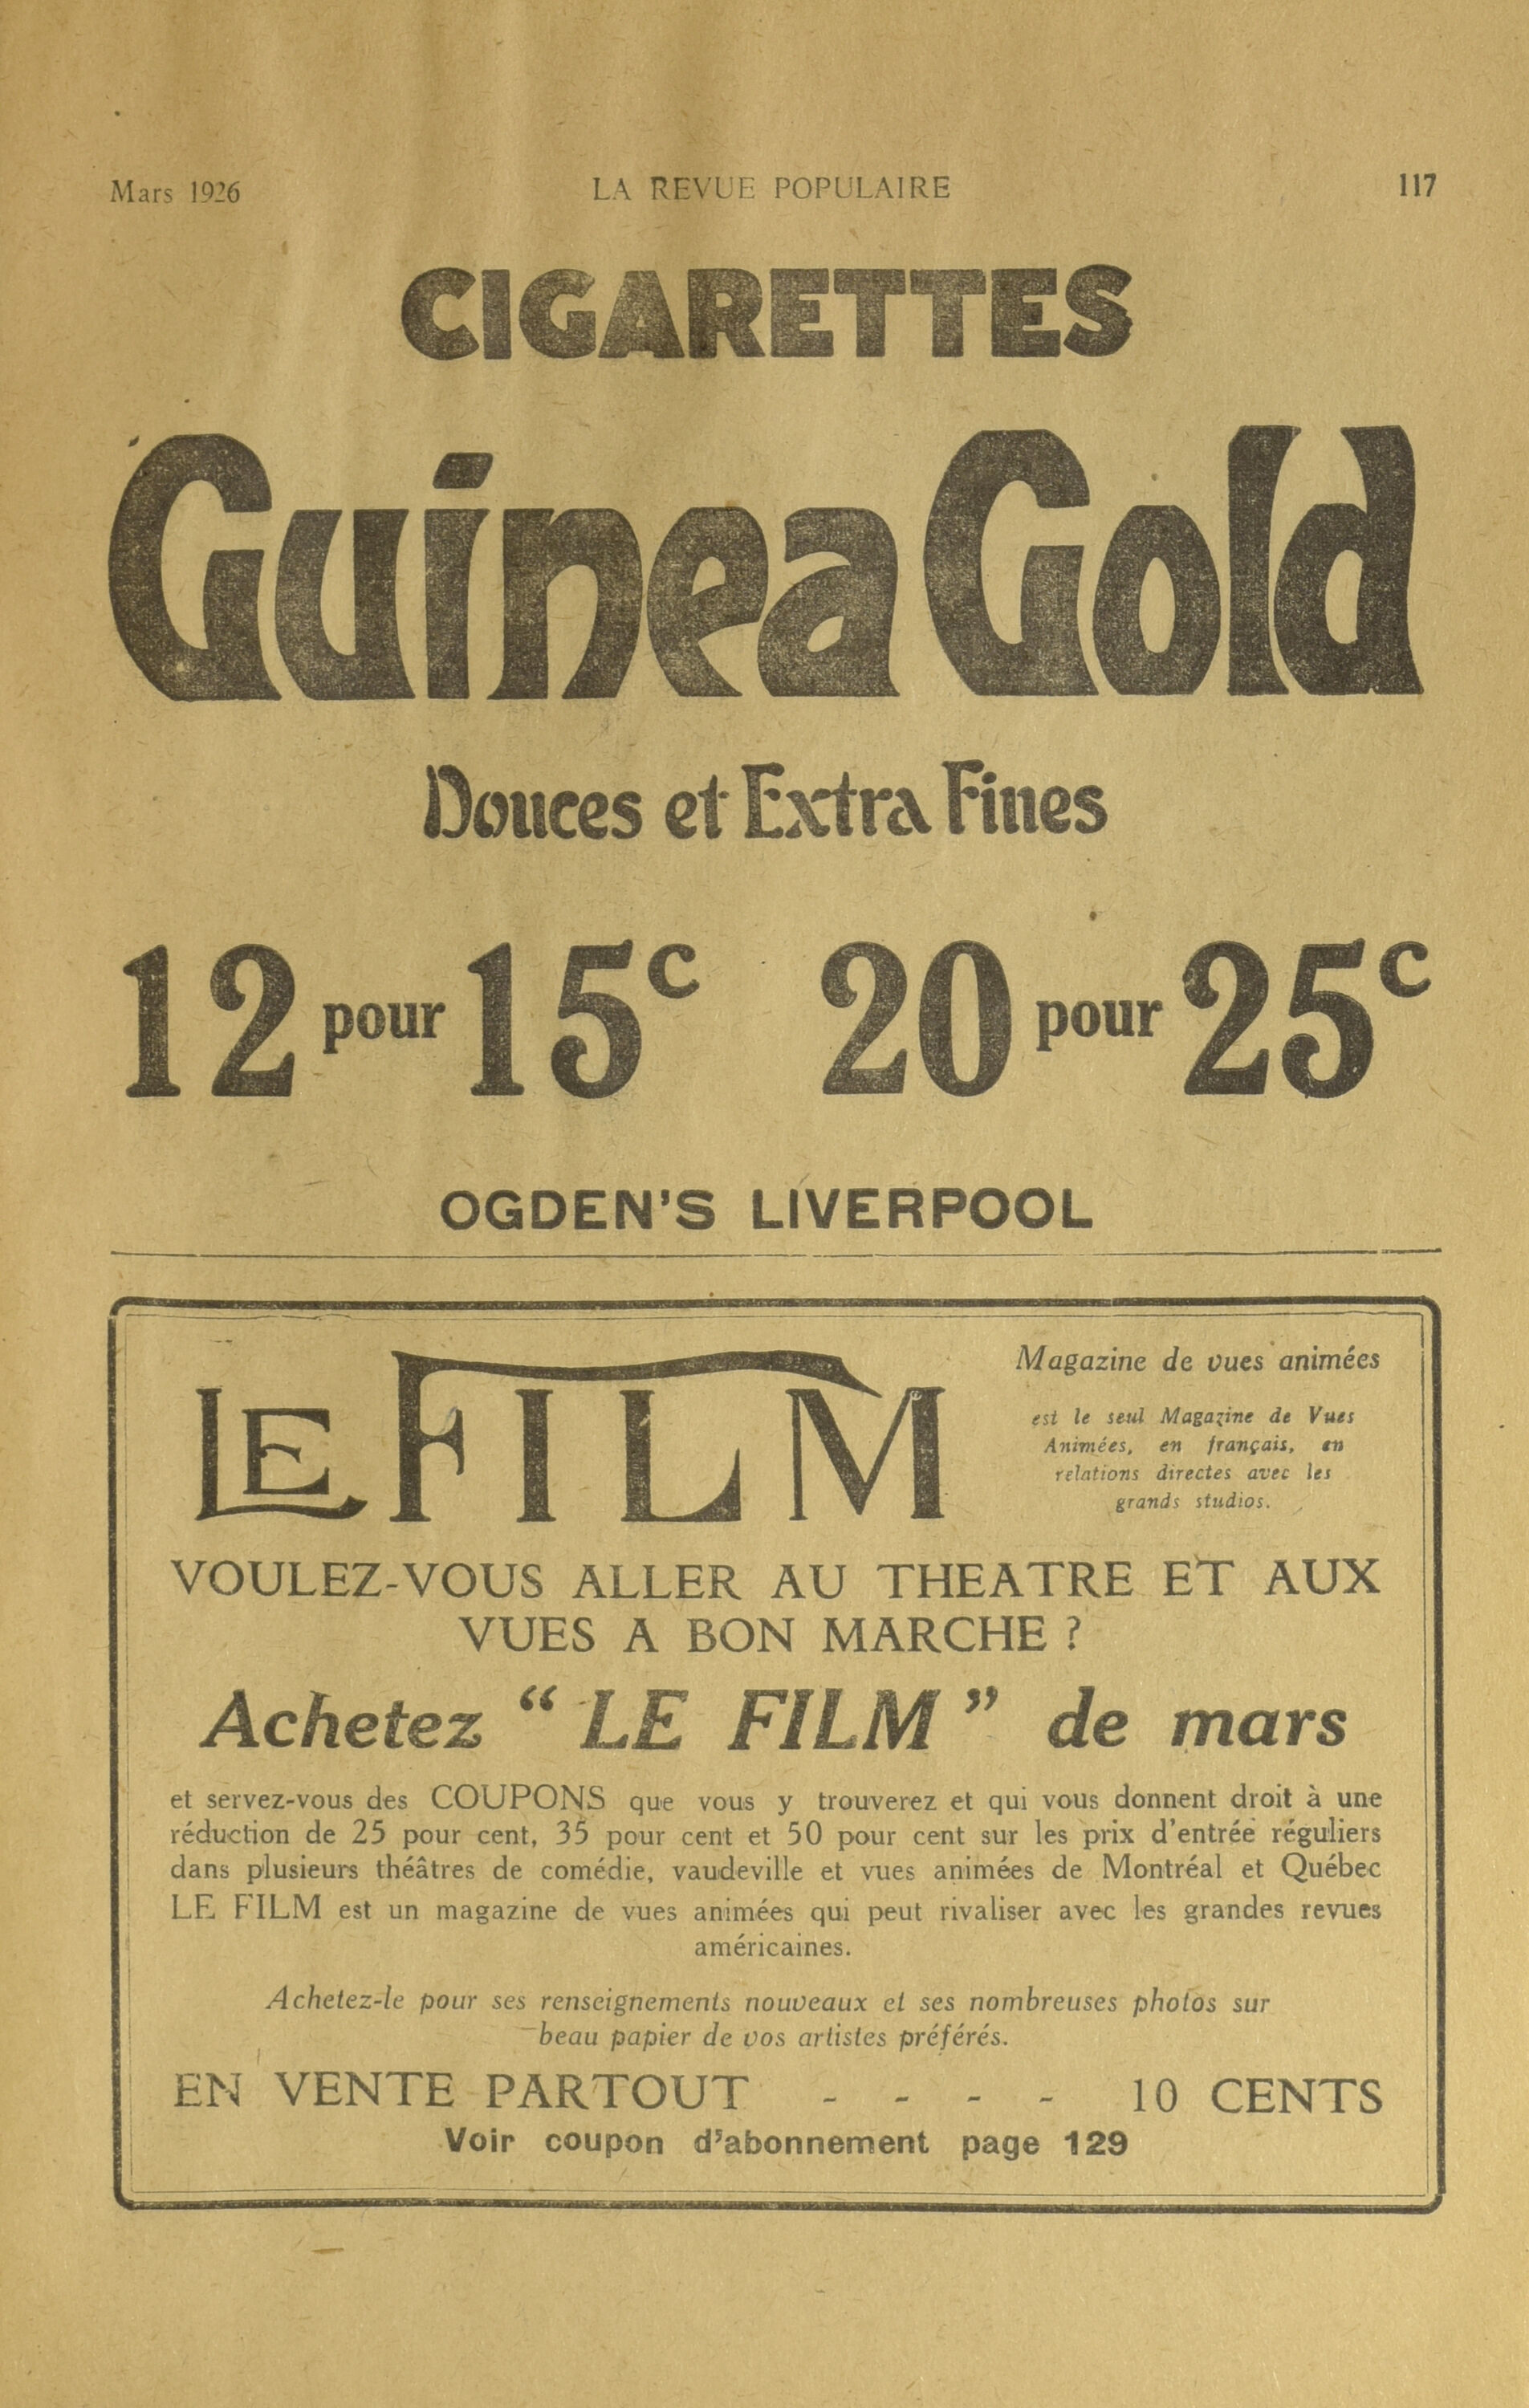 Mars 1926 LA REVUE POPULAIRE 117
CIGARETTES
Guinea Gold
Douces et Extra Fines
12 pour 15c 20 pour 25c
OGDEN'S LIVERPOOL
LE FILM
Magazine de vues animées
est le seul Magazine de Vues
Animées, en français, en
relations directes avec les
grands studios.
VOULEZ-VOUS ALLER AU THEATRE ET AUX
VUES A BON MARCHE ?
Achetez “ LE FILM ” de mars
et servez-vous des COUPONS que vous y trouverez et qui vous donnent droit à une
réduction de 25 pour cent, 35 pour cent et 50 pour cent sur les prix d'entrée réguliers
dans plusieurs théâtres de comédie, vaudeville et vues animées de Montréal et Québec
LE FILM est un magazine de vues animées qui peut rivaliser avec les grandes revues
américaines.
Achetez-le pour ses renseignements nouveaux et ses nombreuses photos sur
beau papier de vos artistes préférés.
EN VENTE PARTOUT - - - - 10 CENTS
Voir coupon d'abonnement page 129